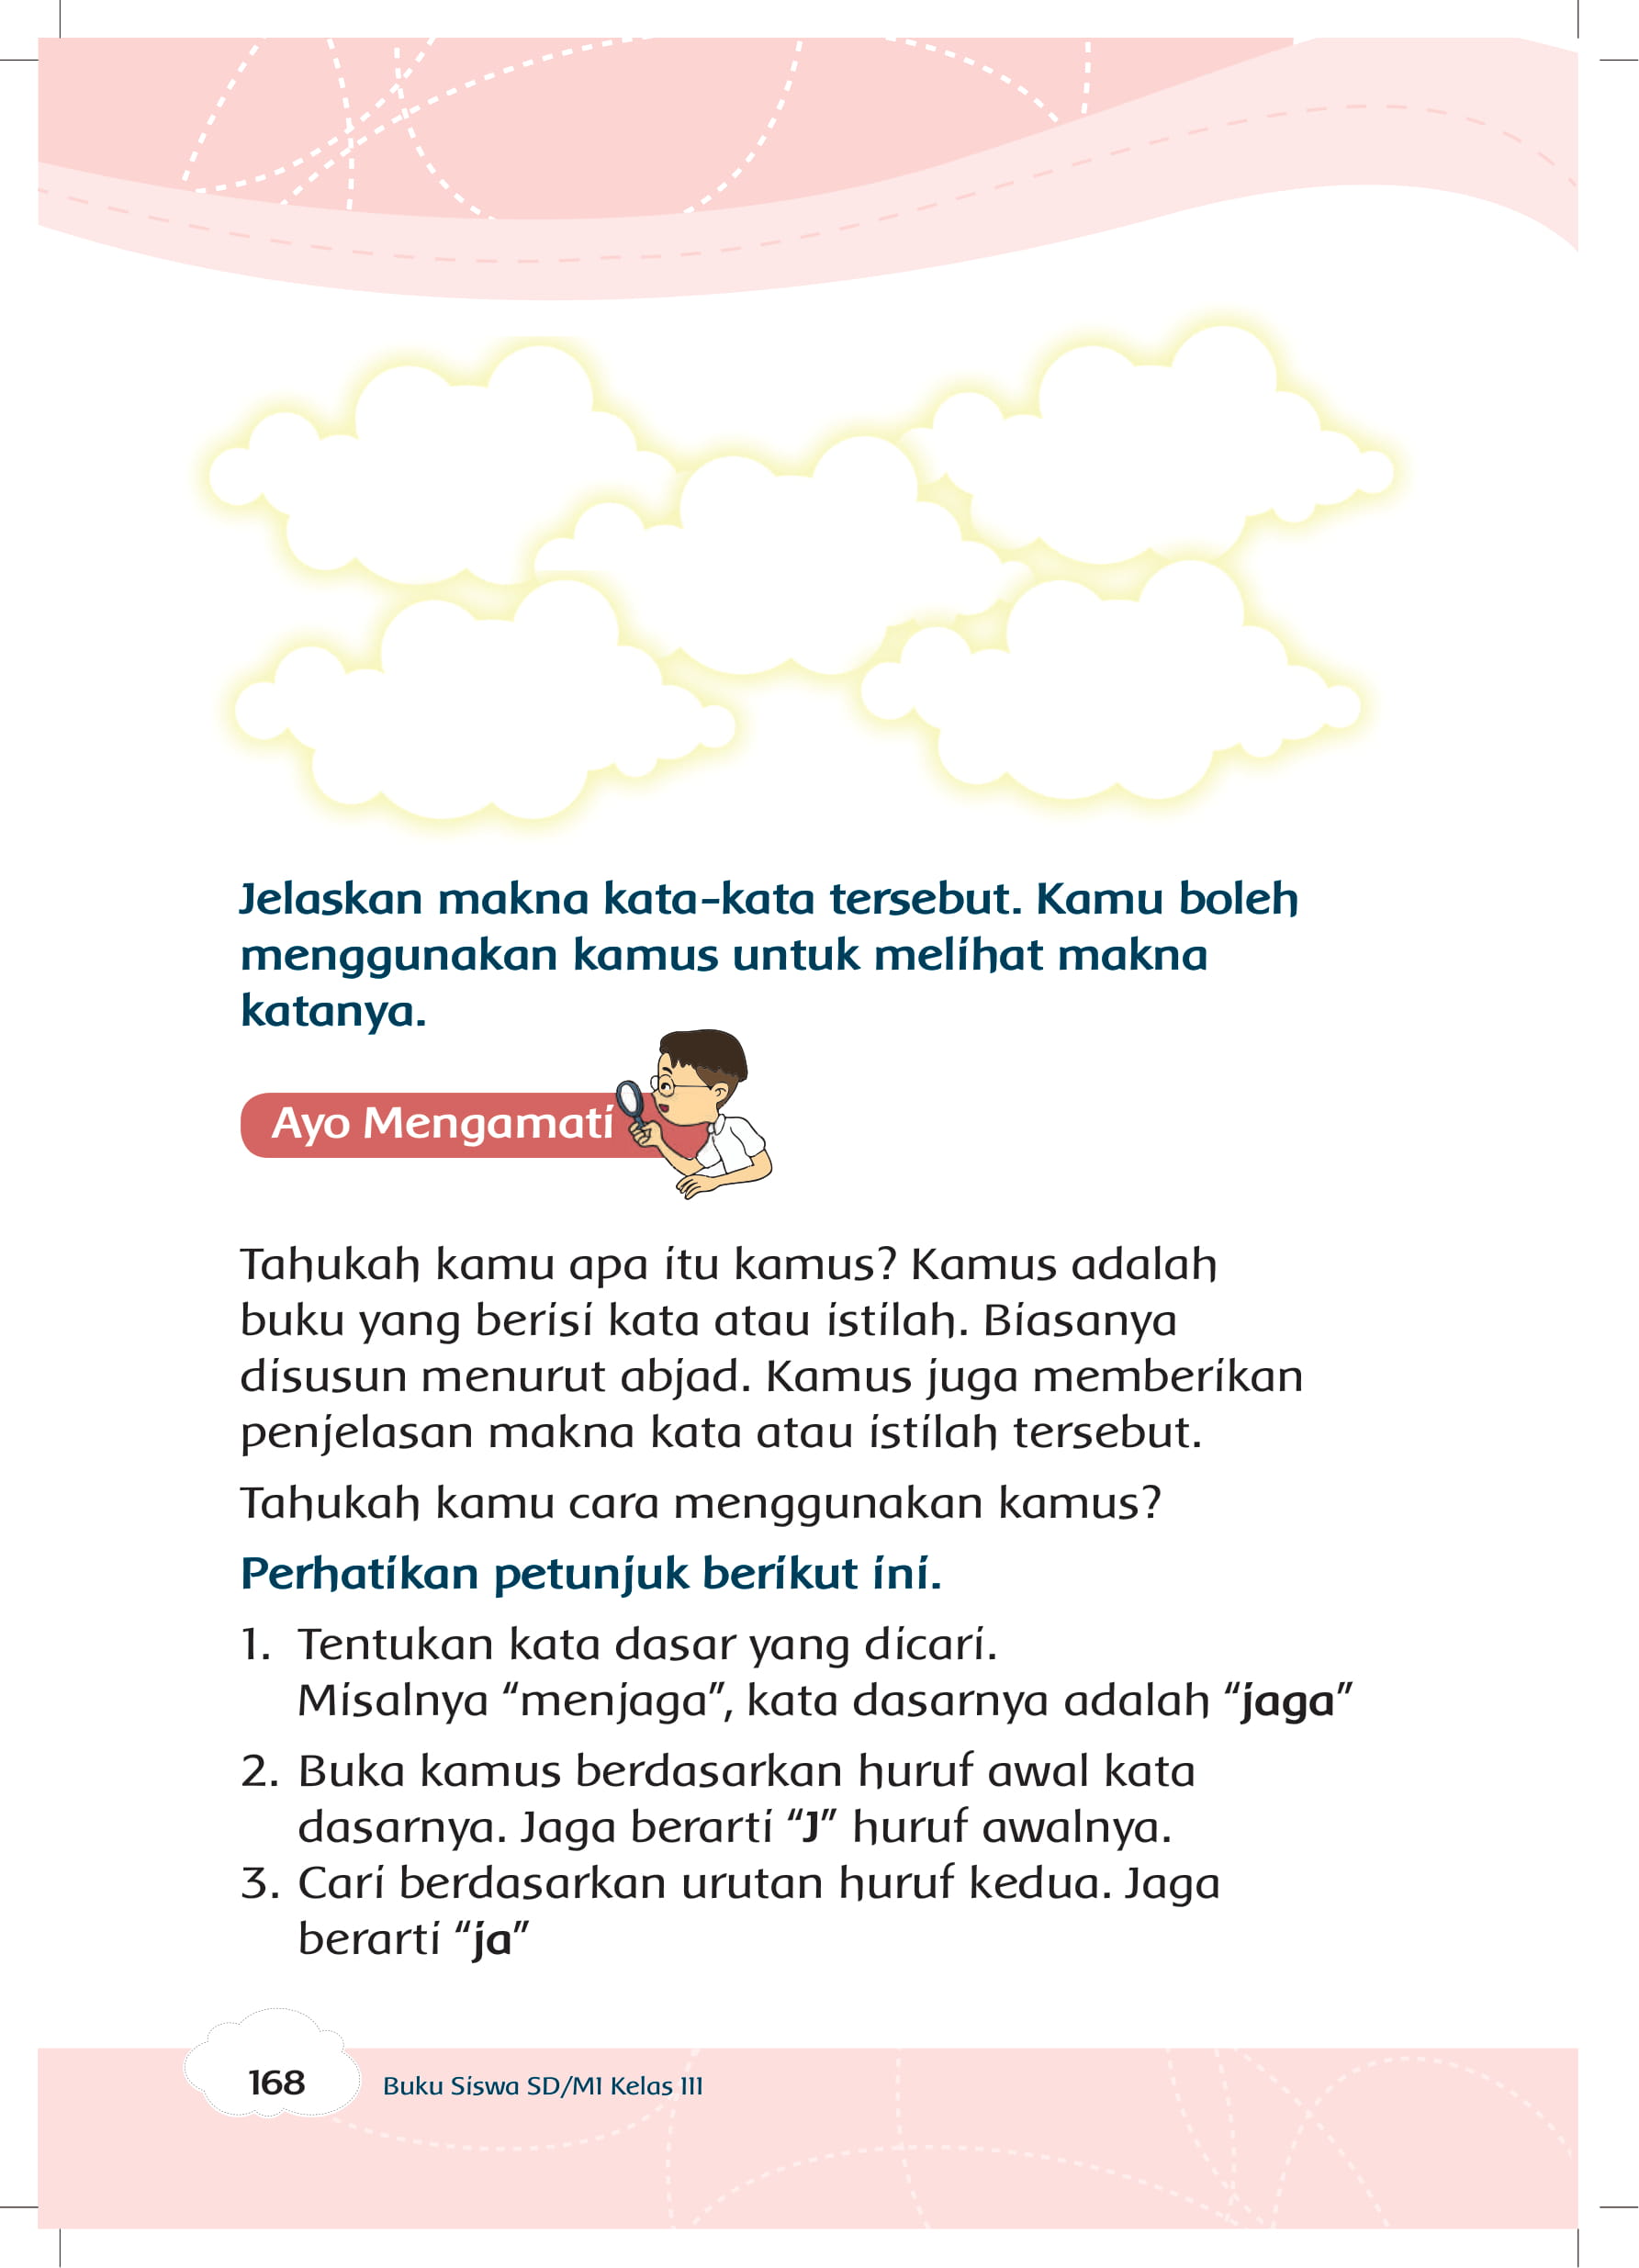 Jelaskan makna kata-kata tersebut. Kamu boleh
menggunakan kamus untuk melihat makna
katanya.
Ayo Mengamati
Tahukah kamu apa itu kamus? Kamus adalah
buku yang berisi kata atau istilah. Biasanya
disusun menurut abjad. Kamus juga memberikan
penjelasan makna kata atau istilah tersebut.
Tahukah kamu cara menggunakan kamus?
Perhatikan petunjuk berikut ini.
1. Tentukan kata dasar yang dicari.
Misalnya “menjaga”, kata dasarnya adalah “jaga”
2. Buka kamus berdasarkan huruf awal kata
dasarnya. Jaga berarti “J” huruf awalnya.
3. Cari berdasarkan urutan huruf kedua. Jaga
berarti “ja”
168
Buku Siswa SD/MI Kelas III